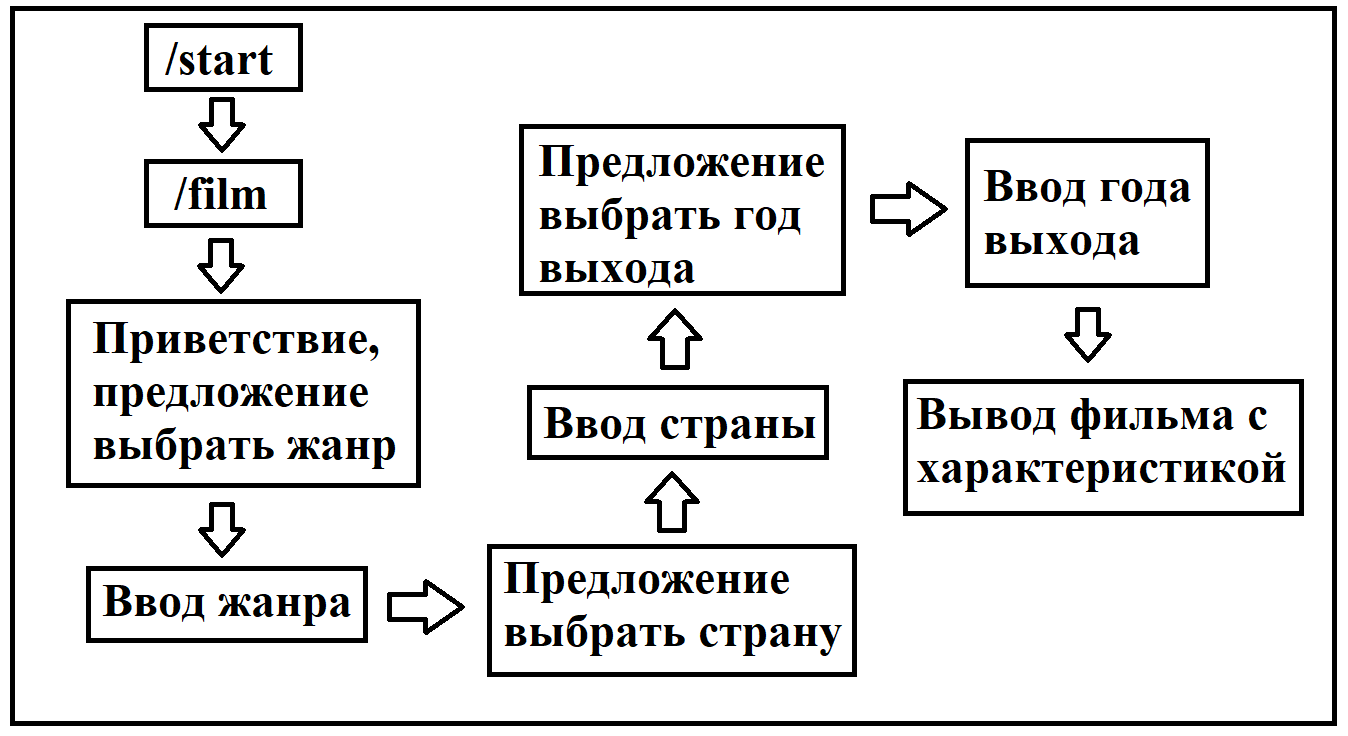 /start
/film
Приветствие,
предложение
выбрать жанр
Ввод жанра
Предложение
выбрать страну
Ввод страны
Предложение
выбрать год
выхода
Ввод года
выхода
Вывод фильма с
характеристикой